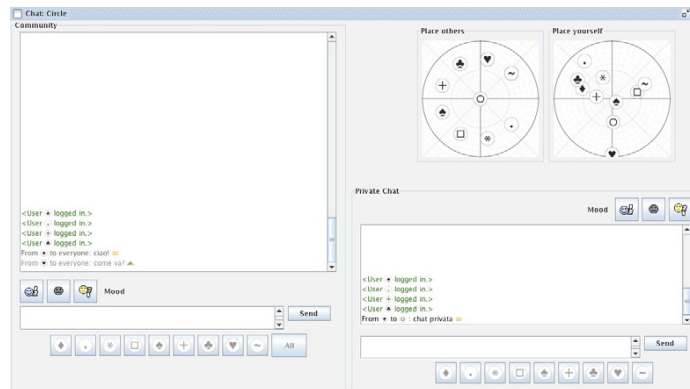 Chat: Circle
Community
Place others
Place yourself
<User logged in.>
<User logged in.>
<User logged in.>
<User logged in.>
From to everyone: ciao!
From to everyone: come va?
Mood
Send
All
Private Chat
Mood
<User logged in.>
<User logged in.>
<User logged in.>
<User logged in.>
From to : chat privata
Send